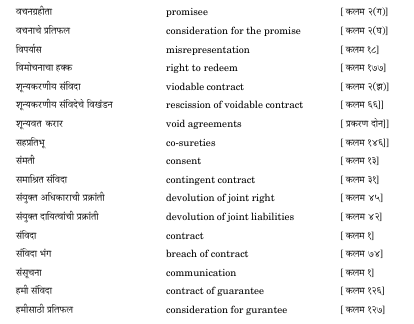 वचनग्रहीता promisee [ कलम २(ग)]
वचनाचे प्रतिफल consideration for the promise [ कलम २(घ)]
विपर्यास misrepresentation [ कलम १८]
विमोचनाचा हक्क right to redeem [ कलम १७७]
शून्यकरणीय संविदा viodable contract [ कलम २(झ)]
शून्यकरणीय संविदेचे विखंडन rescission of voidable contract [ कलम ६६]]
शून्यवत करार void agreements [ प्रकरण दोन]]
सहप्रतिभू co-sureties [ कलम १४६]]
संमती consent [ कलम १३]
समाश्रित संविदा contingent contract [ कलम ३१]
संयुक्त अधिकाराची प्रक्रांती devolution of joint right [ कलम ४५]
संयुक्त दायित्वांची प्रक्रांती devolution of joint liabilities [ कलम ४२]
संविदा contract [ कलम १]
संविदा भंग breach of contract [ कलम ७४]
संसूचना communication [ कलम १]
हमी संविदा contract of guarantee [ कलम १२६]
हमीसाठी प्रतिफल consideration for gurantee [ कलम १२७]